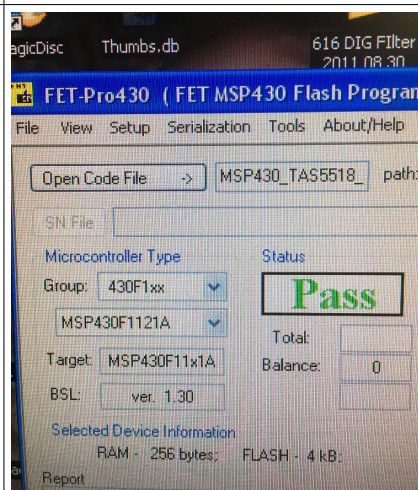 agicDisc Thumbs.db 616 DIG FIlter
2011 08 30
FET-Pro430 ( FET MSP430 Flash Progran
File View Setup Serialization Tools About/Help
Open Code File -> MSP430_TAS5518_ path:
SN File
Microcontroller Type Status
Group: 430F1xx Pass
MSP430F1121A Total:
Target: MSP430F11x1A Balance: 0
BSL: ver. 1.30
Selected Device Information
RAM - 256 bytes; FLASH - 4 kB;
Report